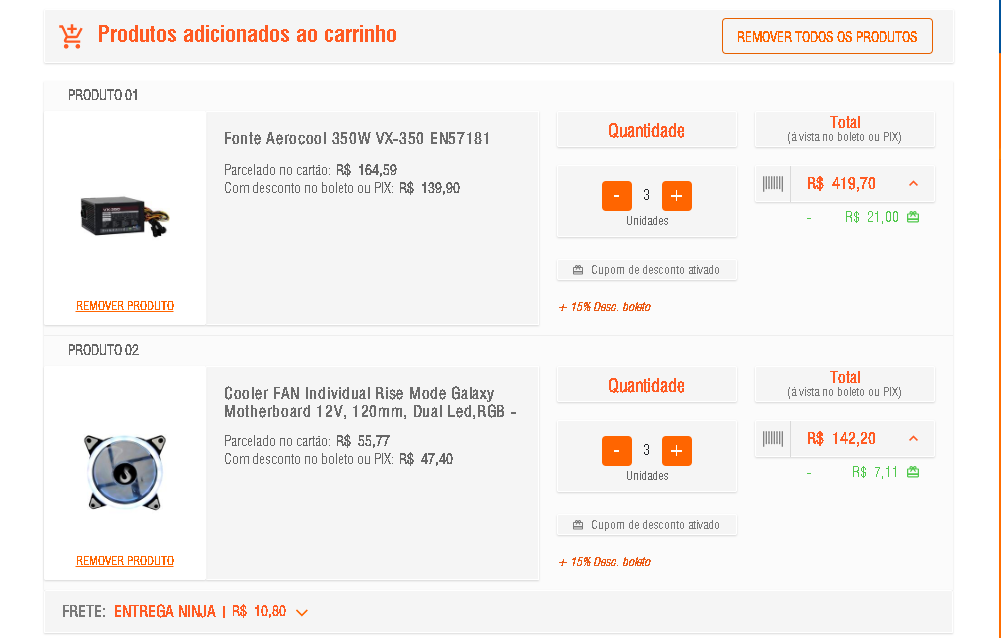 Produtos adicionados ao carrinho
REMOVER TODOS OS PRODUTOS
PRODUTO 01
Fonte Aerocool 350W VX-350 EN57181
Parcelado no cartão: R$ 164,59
Com desconto no boleto ou PIX: R$ 139,90
REMOVER PRODUTO
Quantidade
- 3 +
Unidades
Cupom de desconto ativado
+ 15% Desc. boleto
Total
(à vista no boleto ou PIX)
R$ 419,70
- R$ 21,00
PRODUTO 02
Cooler FAN Individual Rise Mode Galaxy
Motherboard 12V, 120mm, Dual Led,RGB -
Parcelado no cartão: R$ 55,77
Com desconto no boleto ou PIX: R$ 47,40
REMOVER PRODUTO
Quantidade
- 3 +
Unidades
Cupom de desconto ativado
+ 15% Desc. boleto
Total
(à vista no boleto ou PIX)
R$ 142,20
- R$ 7,11
FRETE: ENTREGA NINJA | R$ 10,80